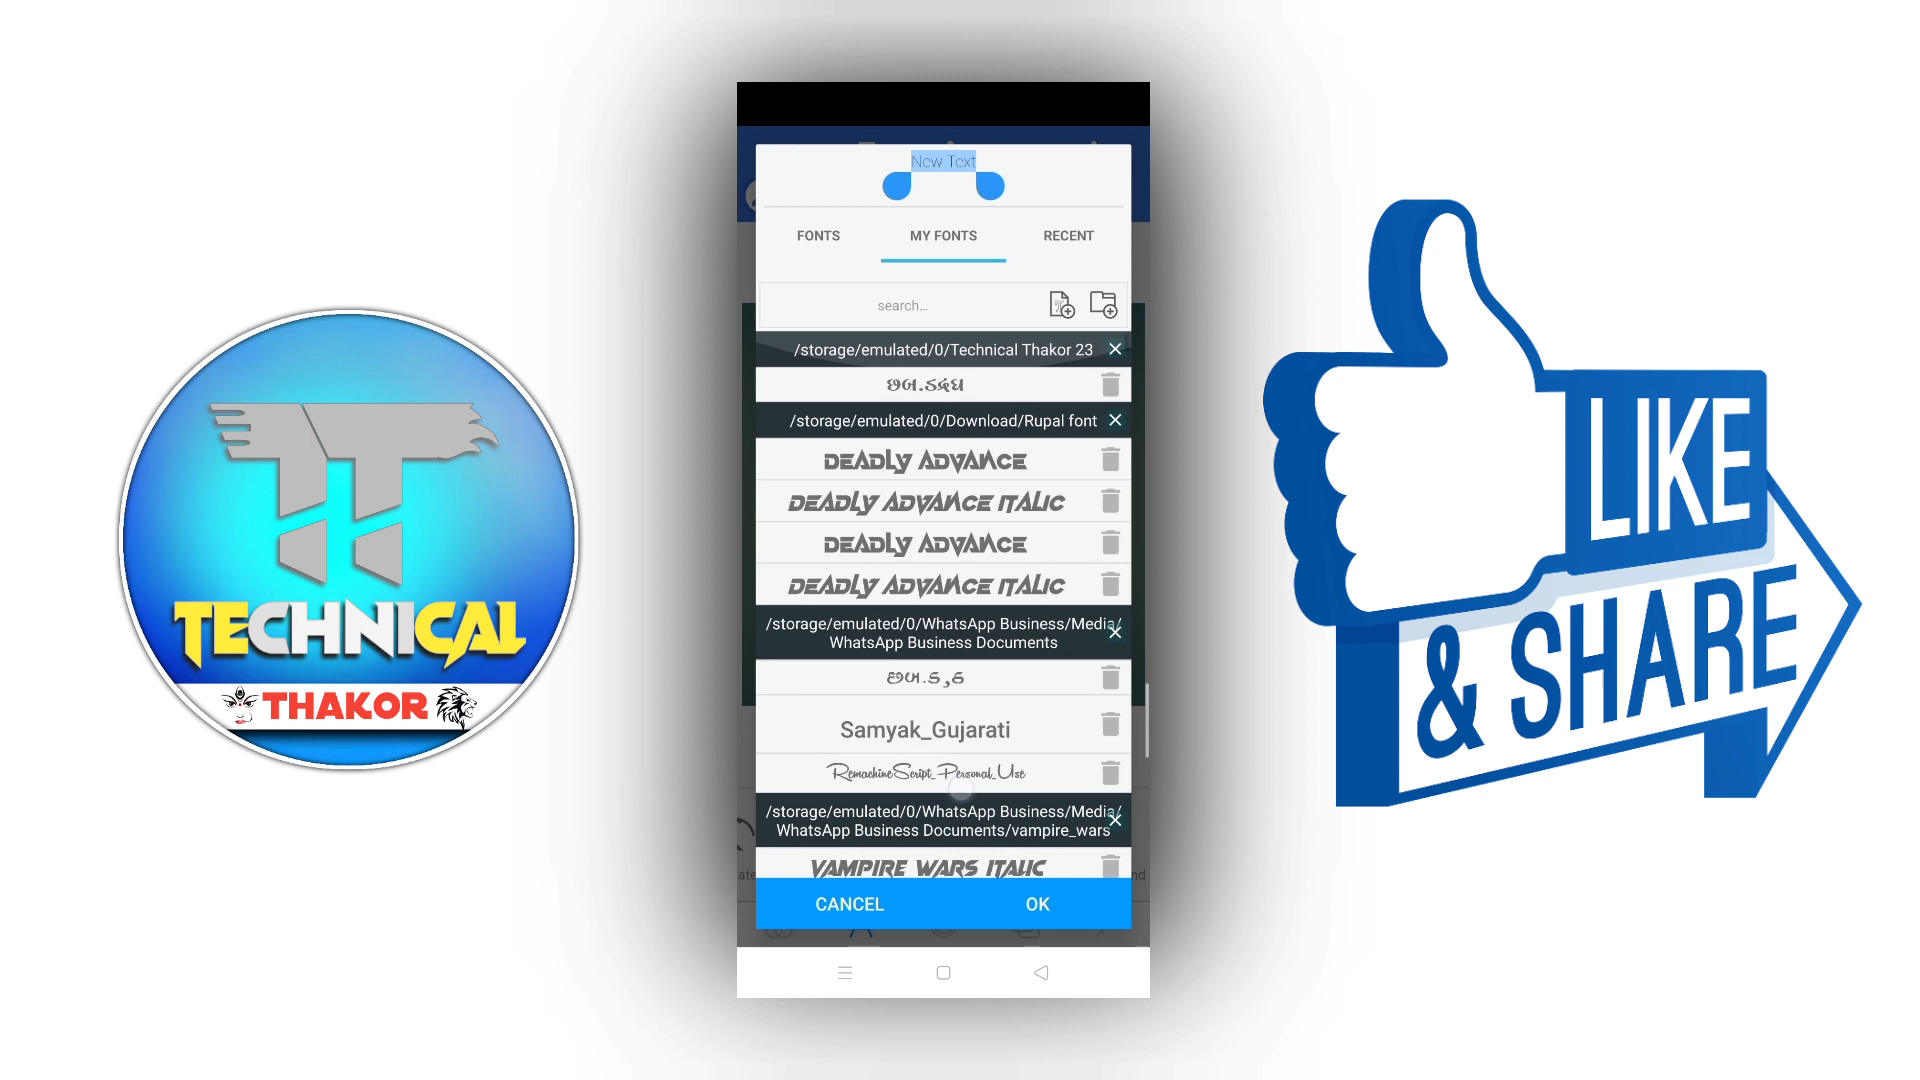 TECHNICAL
THAKOR
New Text
FONTS
MY FONTS
RECENT
search...
/storage/emulated/0/Technical Thakor 23
છબ.ડદઘ
/storage/emulated/0/Download/Rupal font
DEADLY ADVANCE
DEADLY ADVANCE ITALIC
DEADLY ADVANCE
DEADLY ADVANCE ITALIC
/storage/emulated/0/WhatsApp Business/Media/
WhatsApp Business Documents
Samyak_Gujarati
RemachineScript_Personal_Use
/storage/emulated/0/WhatsApp Business/Media/
WhatsApp Business Documents/vampire_wars
VAMPIRE WARS ITALIC
CANCEL
OK
LIKE
& SHARE